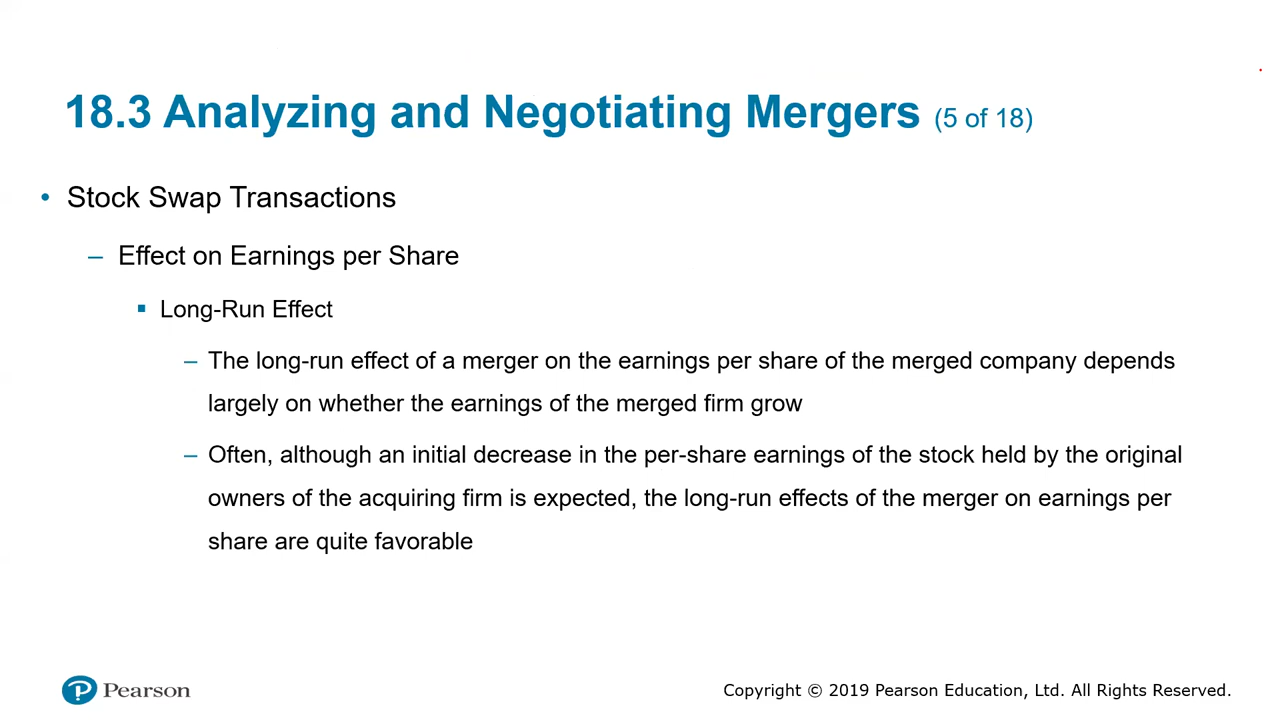 18.3 Analyzing and Negotiating Mergers (5 of 18)
• Stock Swap Transactions
– Effect on Earnings per Share
▪ Long-Run Effect
– The long-run effect of a merger on the earnings per share of the merged company depends
largely on whether the earnings of the merged firm grow
– Often, although an initial decrease in the per-share earnings of the stock held by the original
owners of the acquiring firm is expected, the long-run effects of the merger on earnings per
share are quite favorable
Pearson
Copyright © 2019 Pearson Education, Ltd. All Rights Reserved.